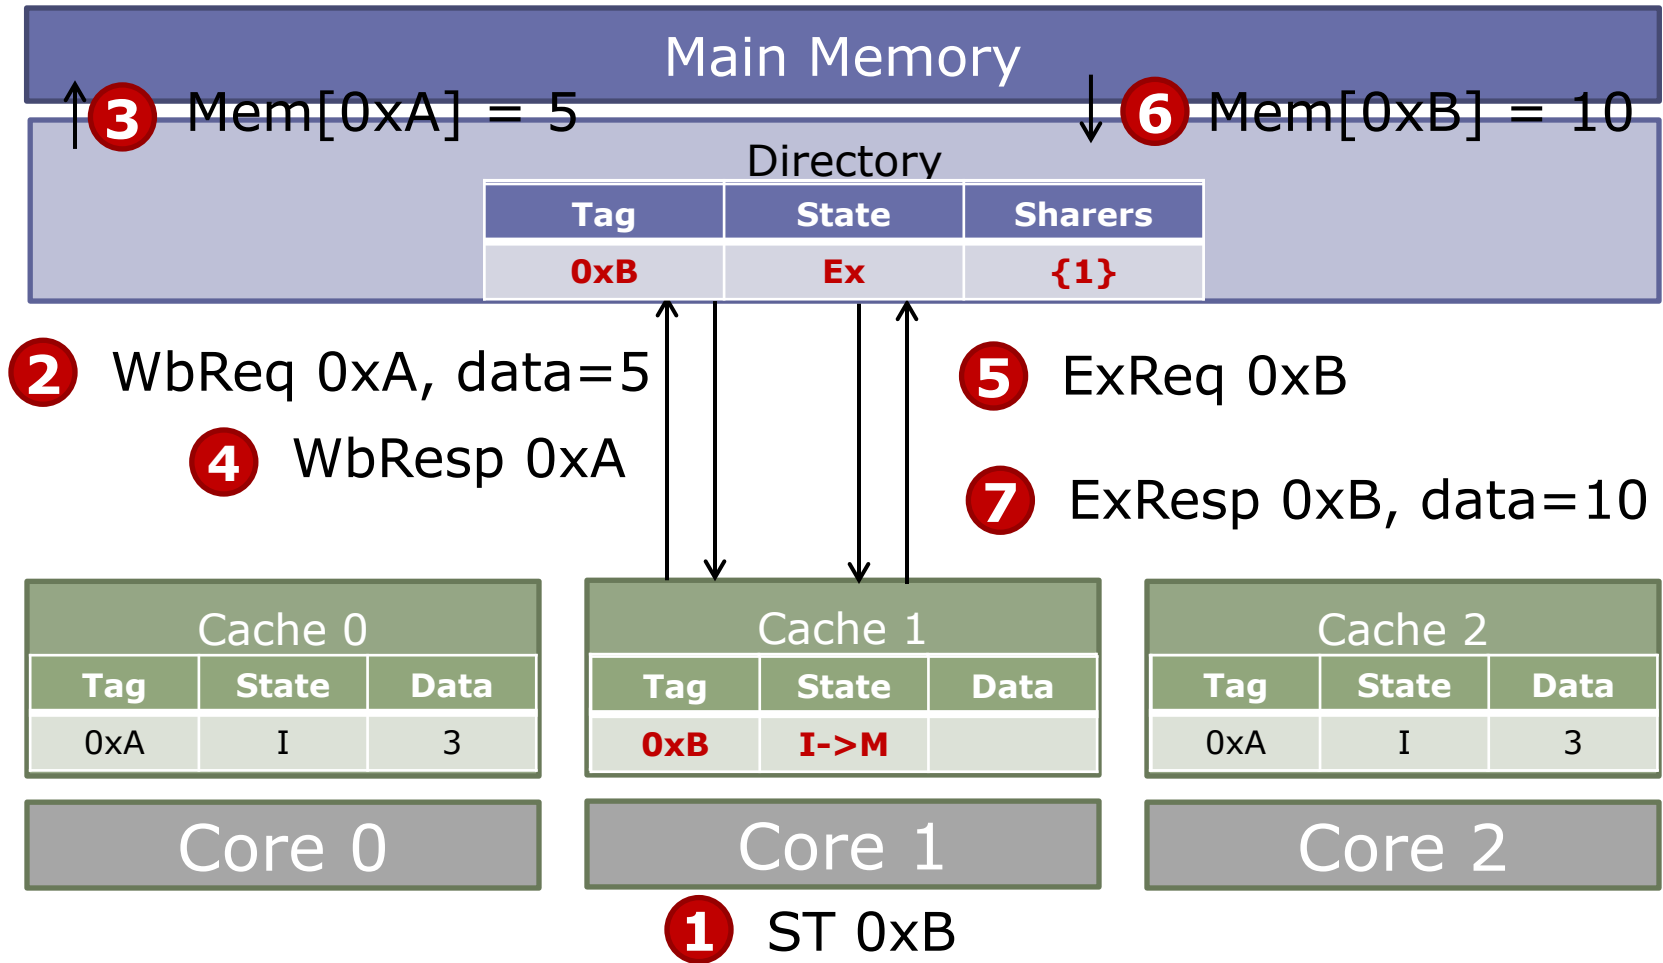 Main Memory
3 Mem[0xA] = 5
6 Mem[0xB] = 10
Directory
Tag State Sharers
0xB Ex {1}
2 WbReq 0xA, data=5
5 ExReq 0xB
4 WbResp 0xA
7 ExResp 0xB, data=10
Cache 0
Tag State Data
0xA I 3
Core 0
Cache 1
Tag State Data
0xB I->M
Core 1
Cache 2
Tag State Data
0xA I 3
Core 2
1 ST 0xB